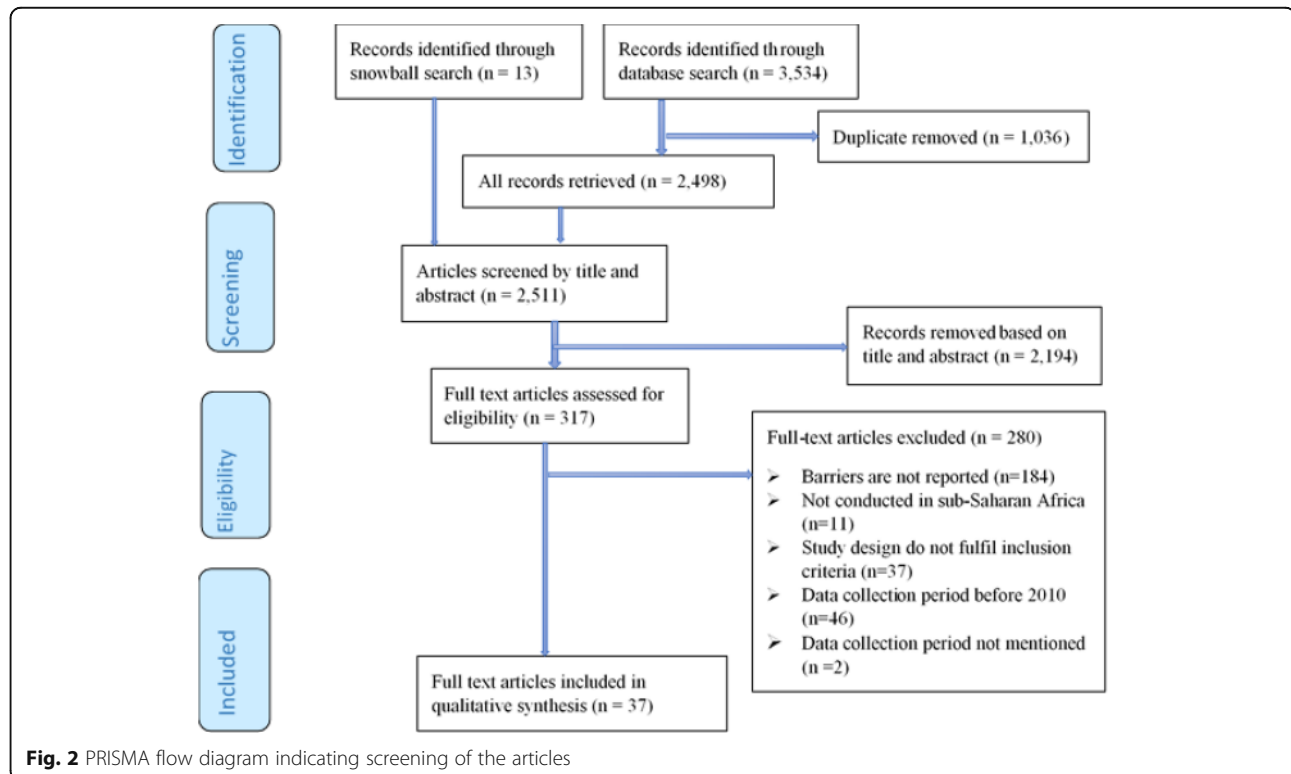 Identification
Records identified through
snowball search (n = 13)
Records identified through
database search (n = 3,534)
Duplicate removed (n = 1,036)
All records retrieved (n = 2,498)
Screening
Articles screened by title and
abstract (n = 2,511)
Records removed based on
title and abstract (n = 2,194)
Eligibility
Full text articles assessed for
eligibility (n = 317)
Full-text articles excluded (n = 280)
➢ Barriers are not reported (n=184)
➢ Not conducted in sub-Saharan Africa
(n=11)
➢ Study design do not fulfil inclusion
criteria (n=37)
➢ Data collection period before 2010
(n=46)
➢ Data collection period not mentioned
(n =2)
Included
Full text articles included in
qualitative synthesis (n = 37)
Fig. 2 PRISMA flow diagram indicating screening of the articles